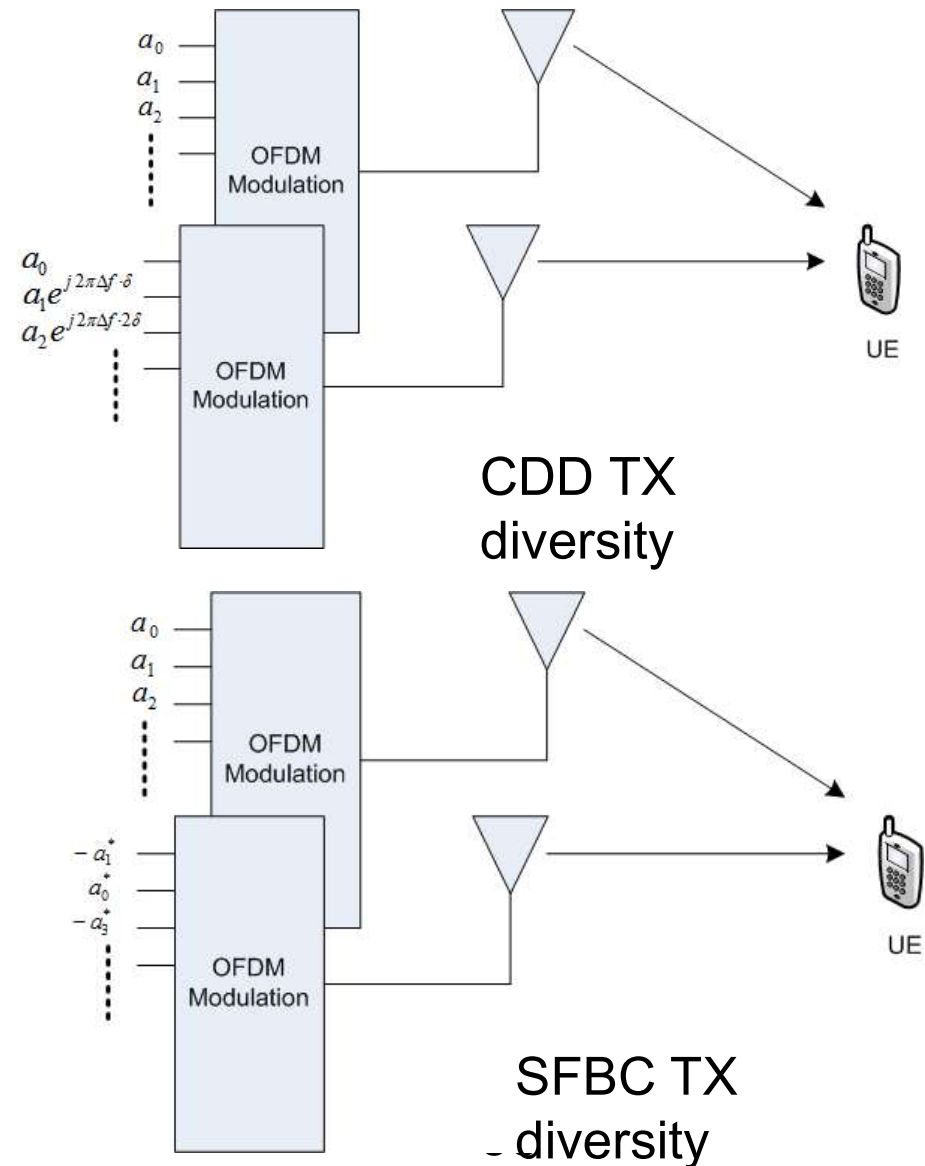 a₀
a₁
a₂
OFDM
Modulation
a₀
a₁e^{j2πΔf·δ}
a₂e^{j2πΔf·2δ}
OFDM
Modulation
UE
CDD TX
diversity
a₀
a₁
a₂
OFDM
Modulation
−a₁*
a₀*
−a₃*
OFDM
Modulation
UE
SFBC TX
diversity